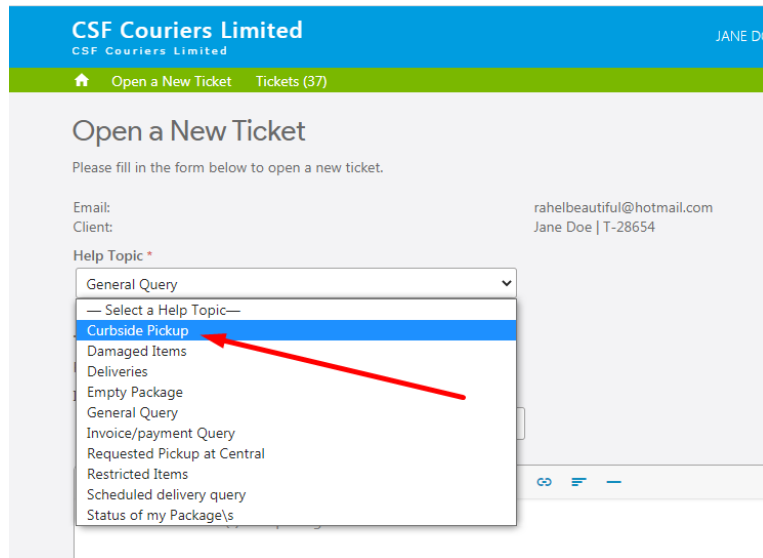 CSF Couriers Limited
CSF Couriers Limited
JANE
Open a New Ticket Tickets (37)
Open a New Ticket
Please fill in the form below to open a new ticket.
Email: rahelbeautiful@hotmail.com
Client: Jane Doe | T-28654
Help Topic *
General Query
— Select a Help Topic—
Curbside Pickup
Damaged Items
Deliveries
Empty Package
General Query
Invoice/payment Query
Requested Pickup at Central
Restricted Items
Scheduled delivery query
Status of my Package\s